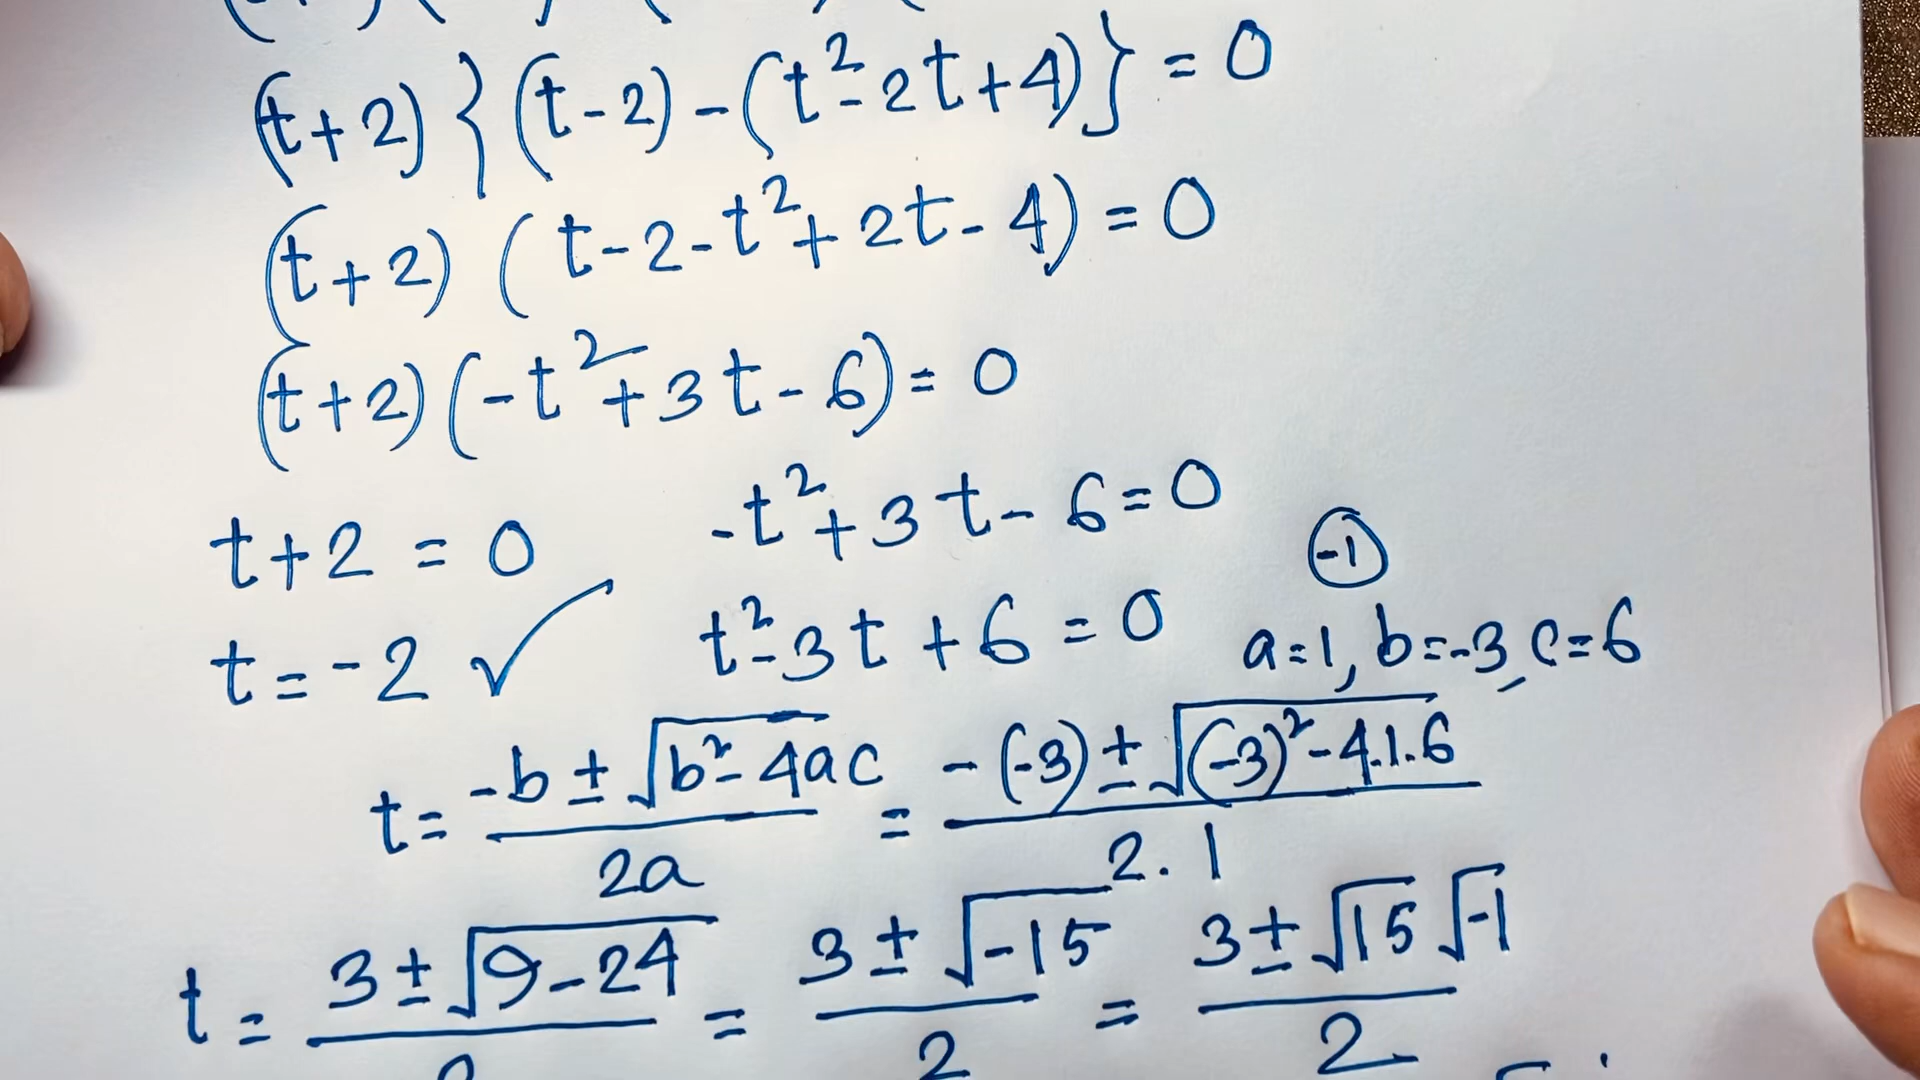 (t+2){(t-2)-(t²-2t+4)}=0
(t+2)(t-2-t²+2t-4)=0
(t+2)(-t²+3t-6)=0
t+2=0 -t²+3t-6=0
(-1)
t=-2 ✓ t²-3t+6=0 a=1, b=-3, c=6
t= (-b±√(b²-4ac))/2a = (-(-3)±√((-3)²-4.1.6))/2.1
t= (3±√(9-24))/2 = (3±√-15)/2 = (3±√15√-1)/2